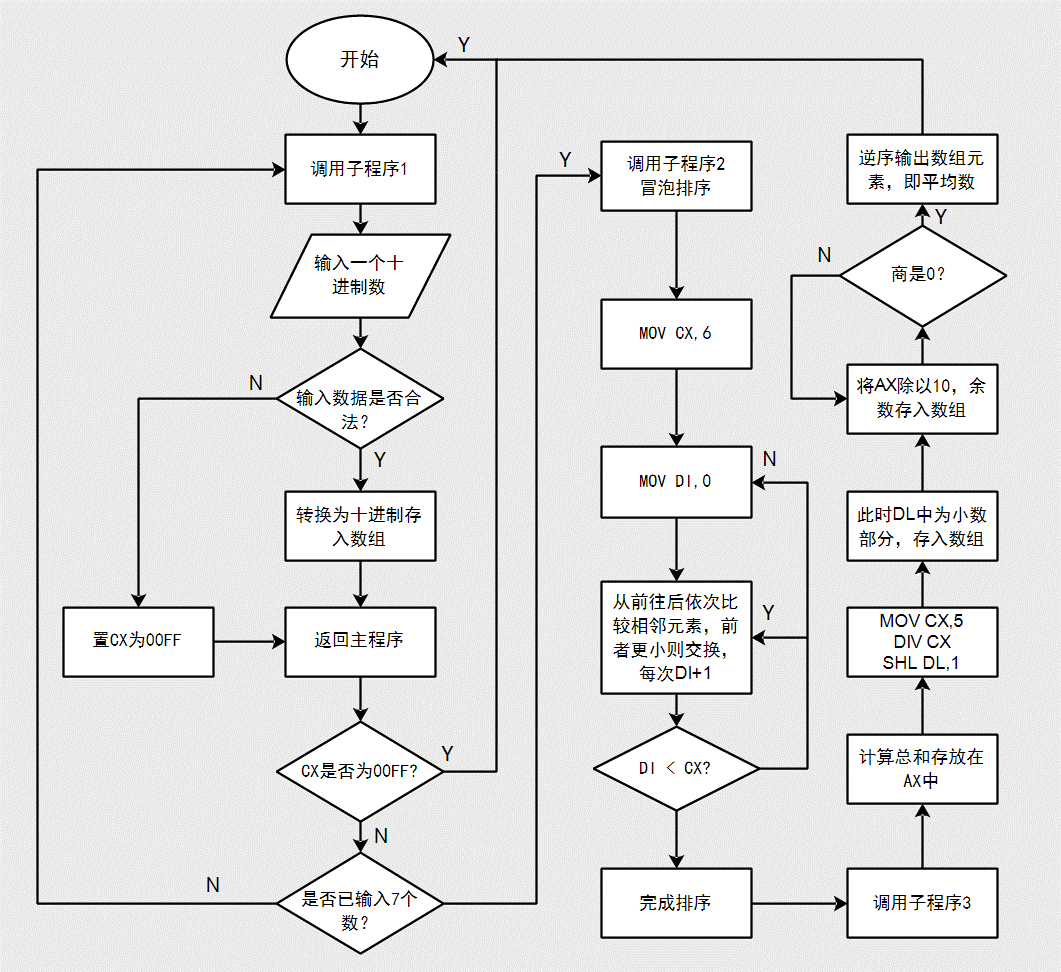 开始
调用子程序1
输入一个十
进制数
输入数据是否合
法？
N
Y
转换为十进制存
入数组
置CX为00FF
返回主程序
CX是否为00FF?
Y
N
是否已输入7个
数？
N
Y
调用子程序2
冒泡排序
MOV CX,6
MOV DI,0
N
从前往后依次比
较相邻元素，前
者更小则交换，
每次DI+1
Y
DI < CX?
完成排序
调用子程序3
计算总和存放在
AX中
MOV CX,5
DIV CX
SHL DL,1
此时DL中为小数
部分，存入数组
将AX除以10，余
数存入数组
商是0？
N
Y
逆序输出数组元
素，即平均数
Y